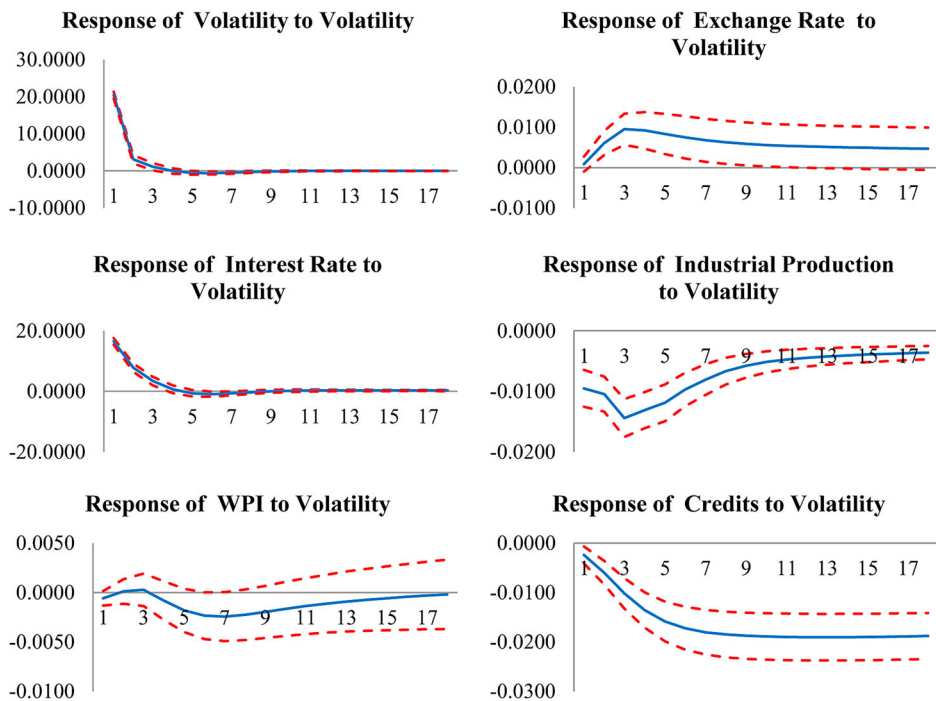 Response of Volatility to Volatility
30.0000
20.0000
10.0000
0.0000
-10.0000
1 3 5 7 9 11 13 15 17
Response of Exchange Rate to
Volatility
0.0200
0.0100
0.0000
-0.0100
1 3 5 7 9 11 13 15 17
Response of Interest Rate to
Volatility
20.0000
0.0000
-20.0000
1 3 5 7 9 11 13 15 17
Response of Industrial Production
to Volatility
0.0000
-0.0100
-0.0200
1 3 5 7 9 11 13 15 17
Response of WPI to Volatility
0.0050
0.0000
-0.0050
-0.0100
1 3 5 7 9 11 13 15 17
Response of Credits to Volatility
0.0000
-0.0100
-0.0200
-0.0300
1 3 5 7 9 11 13 15 17